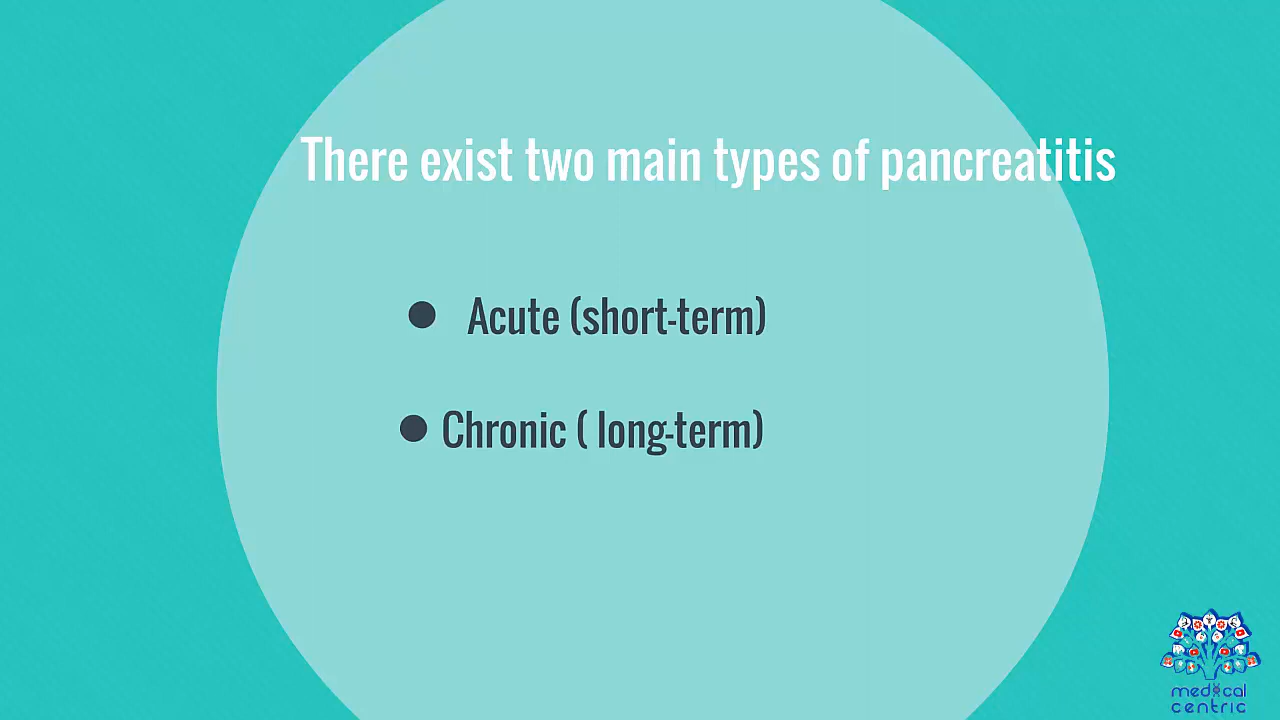 There exist two main types of pancreatitis
● Acute (short-term)
● Chronic ( long-term)
medical
centric